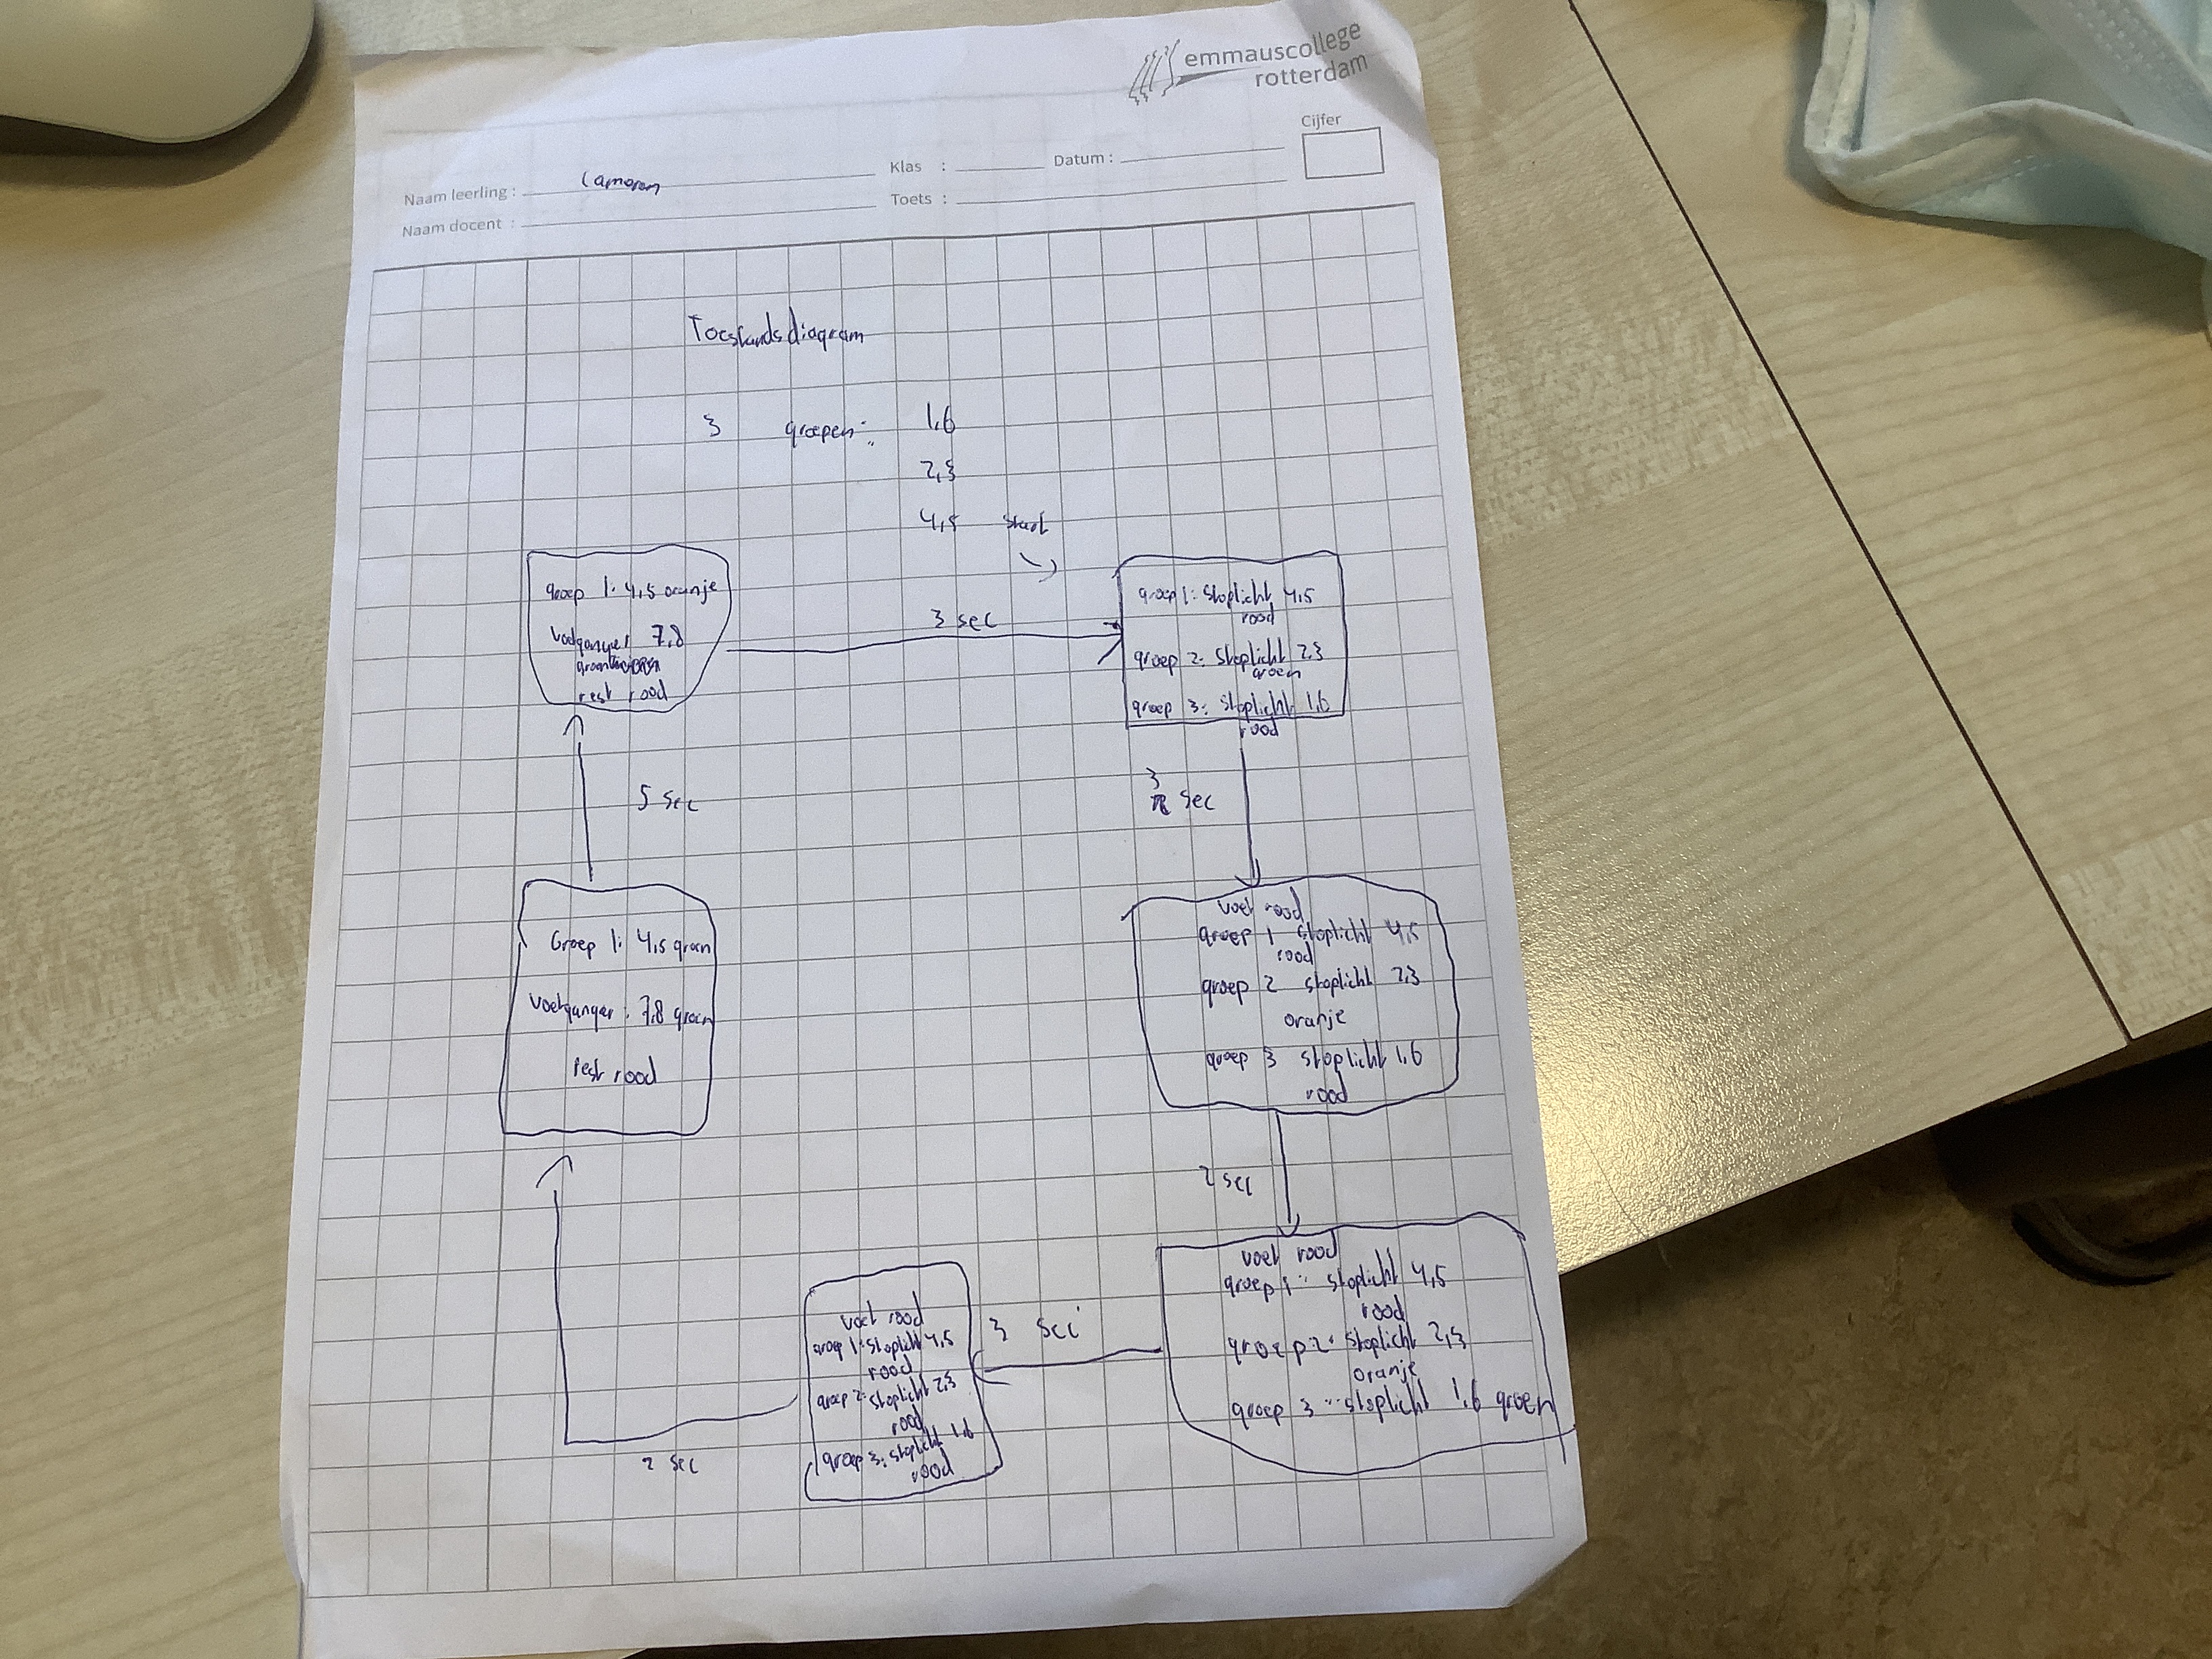 emmauscollege
rotterdam
Naam leerling :
Klas :
Datum :
Cijfer
Naam docent :
Toets :
Toestandsdiagram
3 groepen:
1,6
2,3
4,5
start
groep 1: 4,5 oranje
voetganger 7,8
rest rood
3 sec
groep 1: stoplicht 4,5
rood
groep 2: stoplicht 2,3
groen
groep 3: stoplicht 1,6
rood
5 sec
3 sec
Groep 1: 4,5 groen
voetganger: 7,8 groen
rest rood
voet rood
groep 1 stoplicht 4,5
rood
groep 2 stoplicht 2,3
oranje
groep 3 stoplicht 1,6
rood
2 sec
voet rood
groep 1: stoplicht 4,5
rood
groep 2: stoplicht 2,3
oranje
groep 3: stoplicht 1,6 groen
3 sec
voet rood
groep 1: stoplicht 4,5
rood
groep 2: stoplicht 2,3
rood
groep 3: stoplicht 1,6
rood
2 sec